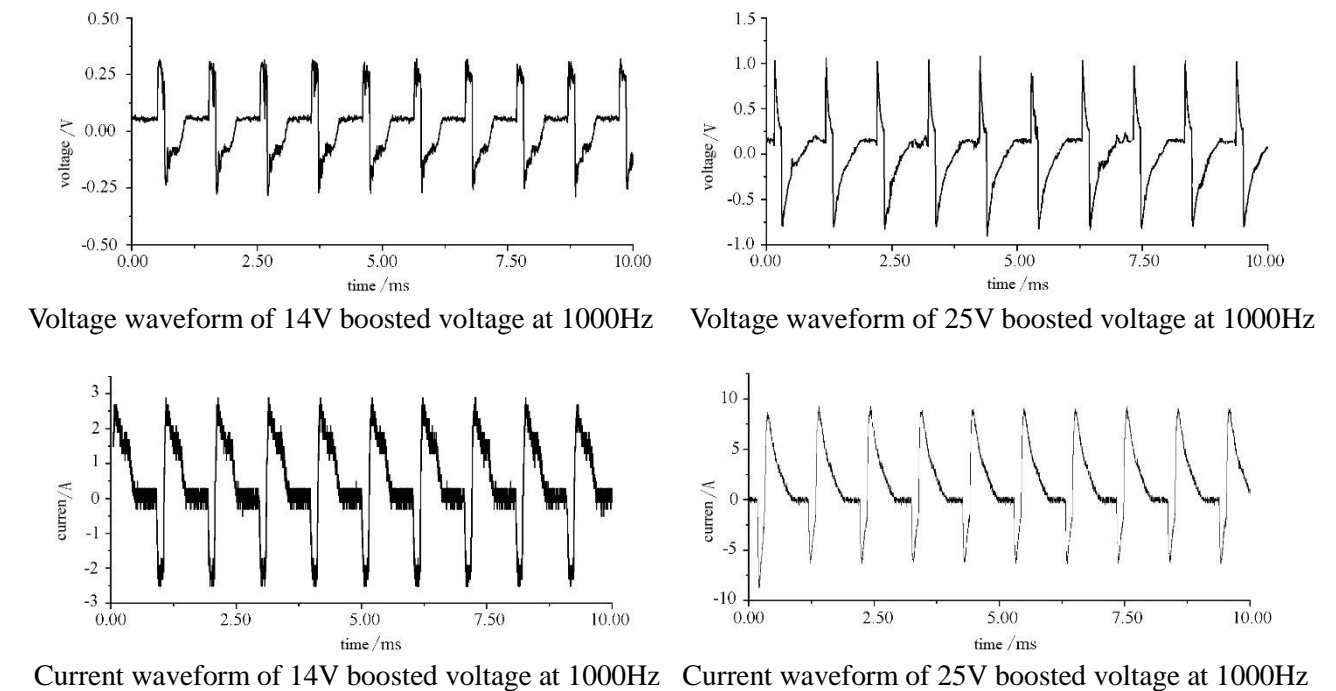 0.50
0.25
0.00
-0.25
-0.50
voltage /V
0.00 2.50 5.00 7.50 10.00
time /ms
1.5
1.0
0.5
0.0
-0.5
-1.0
voltage /V
0.00 2.50 5.00 7.50 10.00
time /ms
Voltage waveform of 14V boosted voltage at 1000Hz
Voltage waveform of 25V boosted voltage at 1000Hz
3
2
1
0
-1
-2
-3
curren /A
0.00 2.50 5.00 7.50 10.00
time /ms
10
5
0
-5
-10
curren /A
0.00 2.50 5.00 7.50 10.00
time /ms
Current waveform of 14V boosted voltage at 1000Hz
Current waveform of 25V boosted voltage at 1000Hz